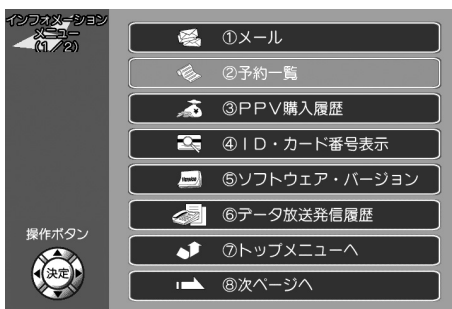 インフォメーション
メニュー
(1/2)
①メール
②予約一覧
③PPV購入履歴
④ID・カード番号表示
⑤ソフトウェア・バージョン
⑥データ放送発信履歴
⑦トップメニューへ
⑧次ページへ
操作ボタン
決定